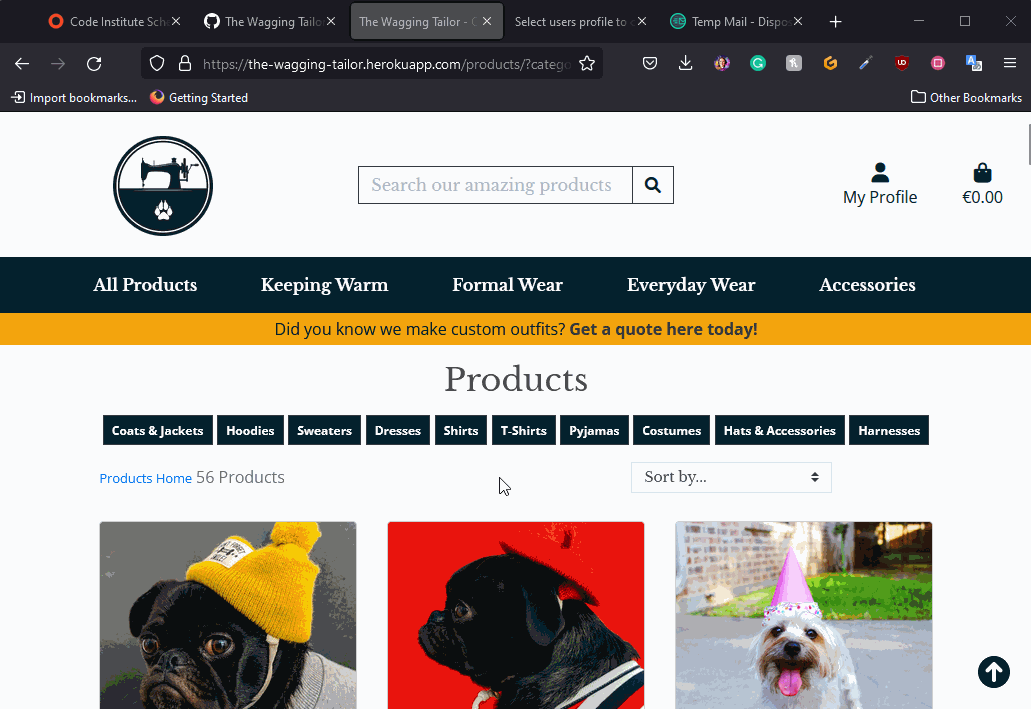 Code Institute Sch
The Wagging Tailor
The Wagging Tailor - C
Select users profile to c
Temp Mail - Dispos
https://the-wagging-tailor.herokuapp.com/products/?catego
Import bookmarks...
Getting Started
Other Bookmarks
Search our amazing products
My Profile
€0.00
All Products
Keeping Warm
Formal Wear
Everyday Wear
Accessories
Did you know we make custom outfits? Get a quote here today!
Products
Coats & Jackets
Hoodies
Sweaters
Dresses
Shirts
T-Shirts
Pyjamas
Costumes
Hats & Accessories
Harnesses
Products Home 56 Products
Sort by...